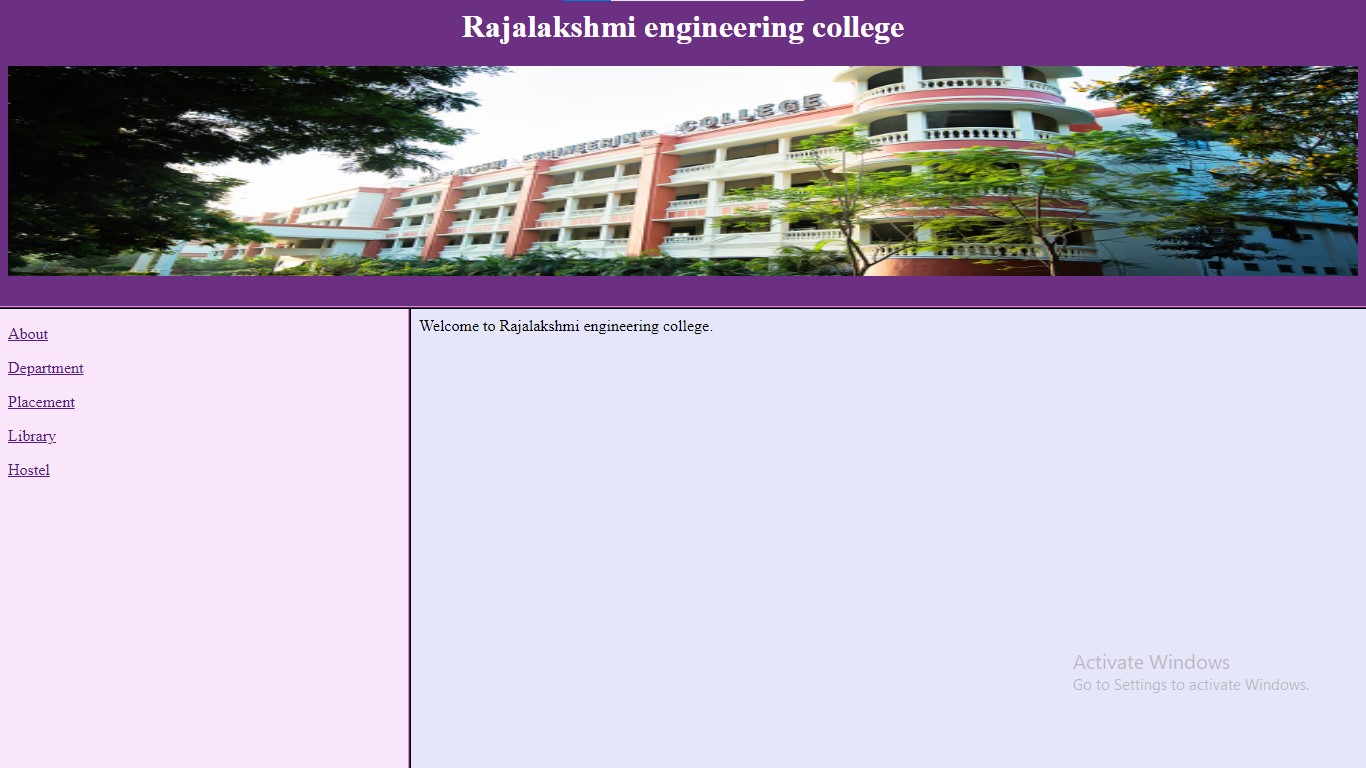 Rajalakshmi engineering college
ENGINEERING COLLEGE
About
Department
Placement
Library
Hostel
Welcome to Rajalakshmi engineering college.
Activate Windows
Go to Settings to activate Windows.